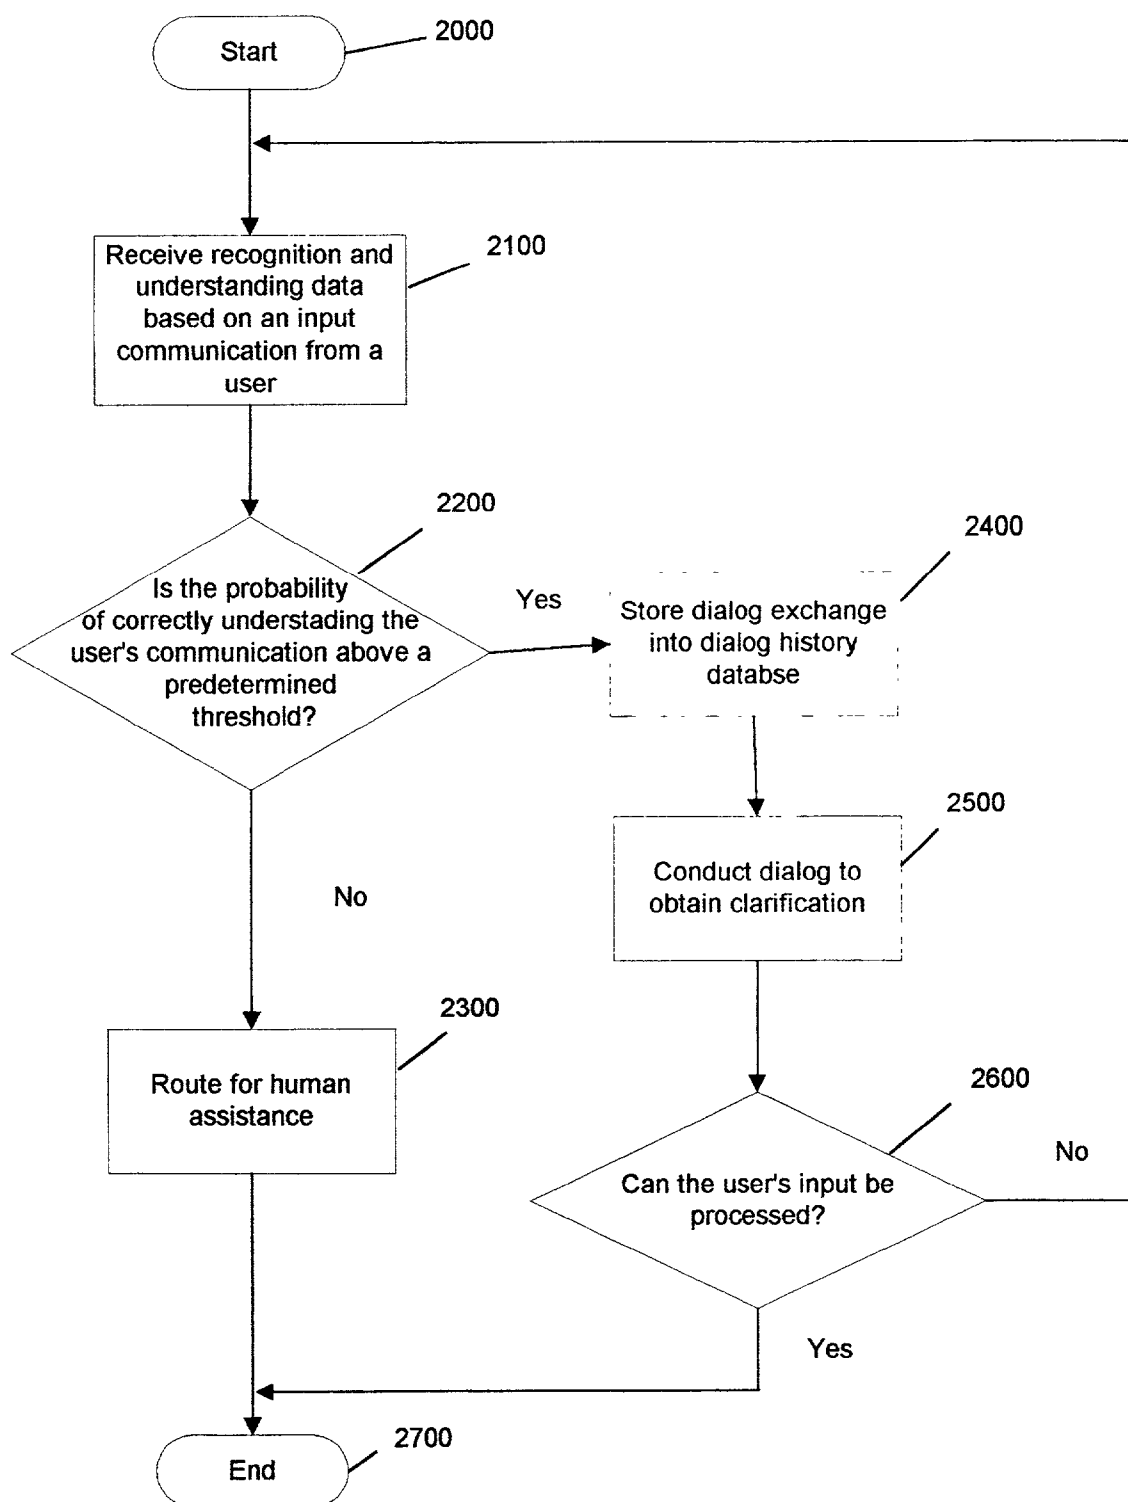 Start
2000
Receive recognition and
understanding data
based on an input
communication from a
user
2100
2200
Is the probability
of correctly understading the
user's communication above a
predetermined
threshold?
Yes
2400
Store dialog exchange
into dialog history
databse
2500
Conduct dialog to
obtain clarification
No
2300
Route for human
assistance
2600
Can the user's input be
processed?
No
Yes
2700
End